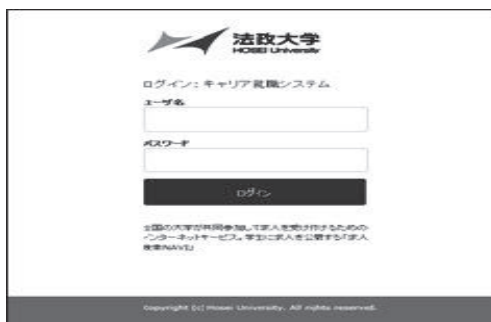 法政大学
HOSEI University
ログイン: キャリア就職システム
ユーザ名
パスワード
ログイン
全国の大学が共同参加して求人を受け付けるための
インターネットサービス。学生に求人を公開する「求人
検索NAVI」
Copyright (c) Hosei University. All rights reserved.